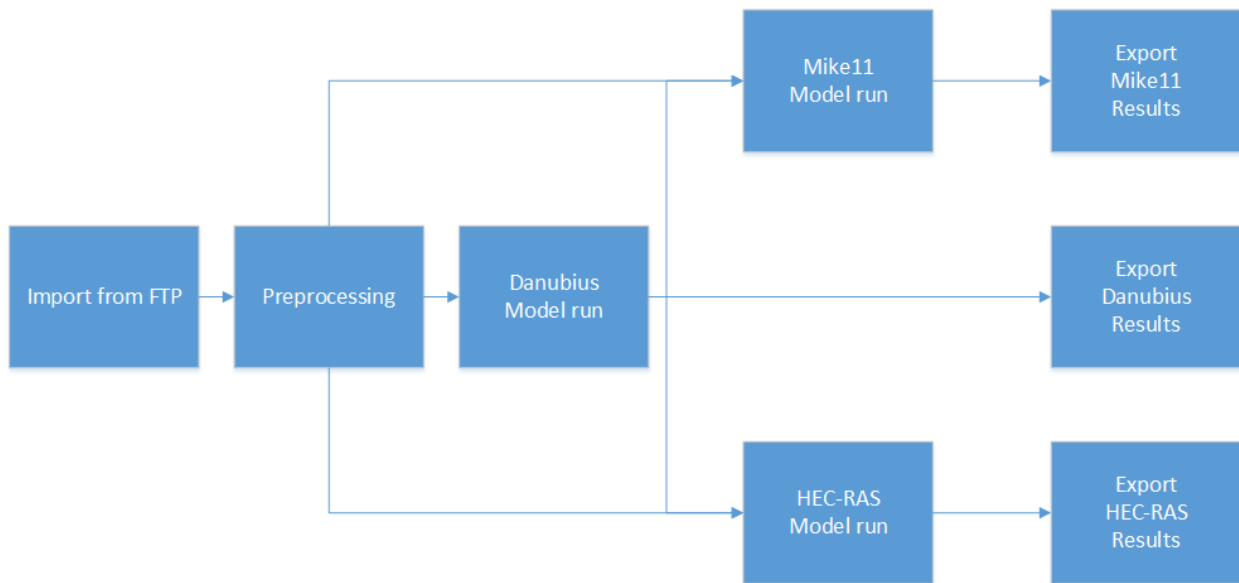 Import from FTP
Preprocessing
Danubius
Model run
Mike11
Model run
Export
Mike11
Results
Export
Danubius
Results
HEC-RAS
Model run
Export
HEC-RAS
Results